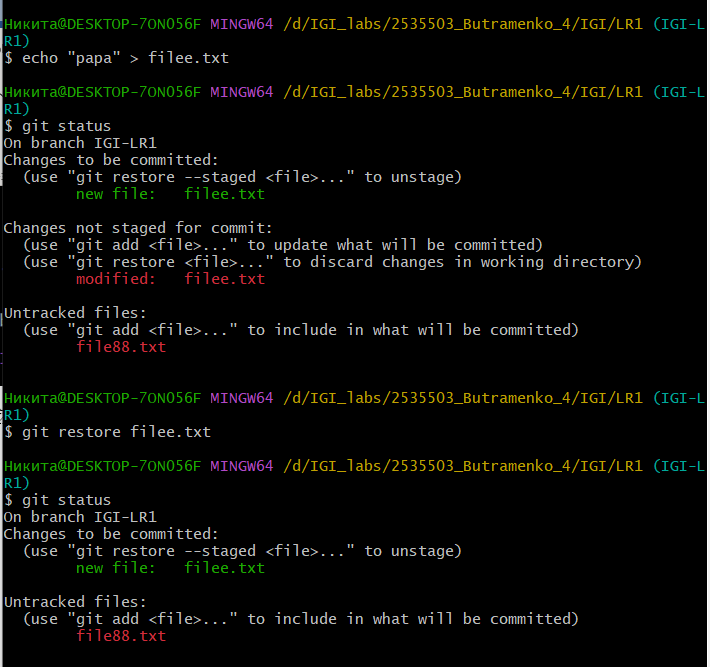 Никита@DESKTOP-7ON056F MINGW64 /d/IGI_labs/2535503_Butramenko_4/IGI/LR1 (IGI-L
R1)
$ echo "papa" > filee.txt
Никита@DESKTOP-7ON056F MINGW64 /d/IGI_labs/2535503_Butramenko_4/IGI/LR1 (IGI-L
R1)
$ git status
On branch IGI-LR1
Changes to be committed:
  (use "git restore --staged <file>..." to unstage)
        new file:   filee.txt
Changes not staged for commit:
  (use "git add <file>..." to update what will be committed)
  (use "git restore <file>..." to discard changes in working directory)
        modified:   filee.txt
Untracked files:
  (use "git add <file>..." to include in what will be committed)
        file88.txt
Никита@DESKTOP-7ON056F MINGW64 /d/IGI_labs/2535503_Butramenko_4/IGI/LR1 (IGI-L
R1)
$ git restore filee.txt
Никита@DESKTOP-7ON056F MINGW64 /d/IGI_labs/2535503_Butramenko_4/IGI/LR1 (IGI-L
R1)
$ git status
On branch IGI-LR1
Changes to be committed:
  (use "git restore --staged <file>..." to unstage)
        new file:   filee.txt
Untracked files:
  (use "git add <file>..." to include in what will be committed)
        file88.txt